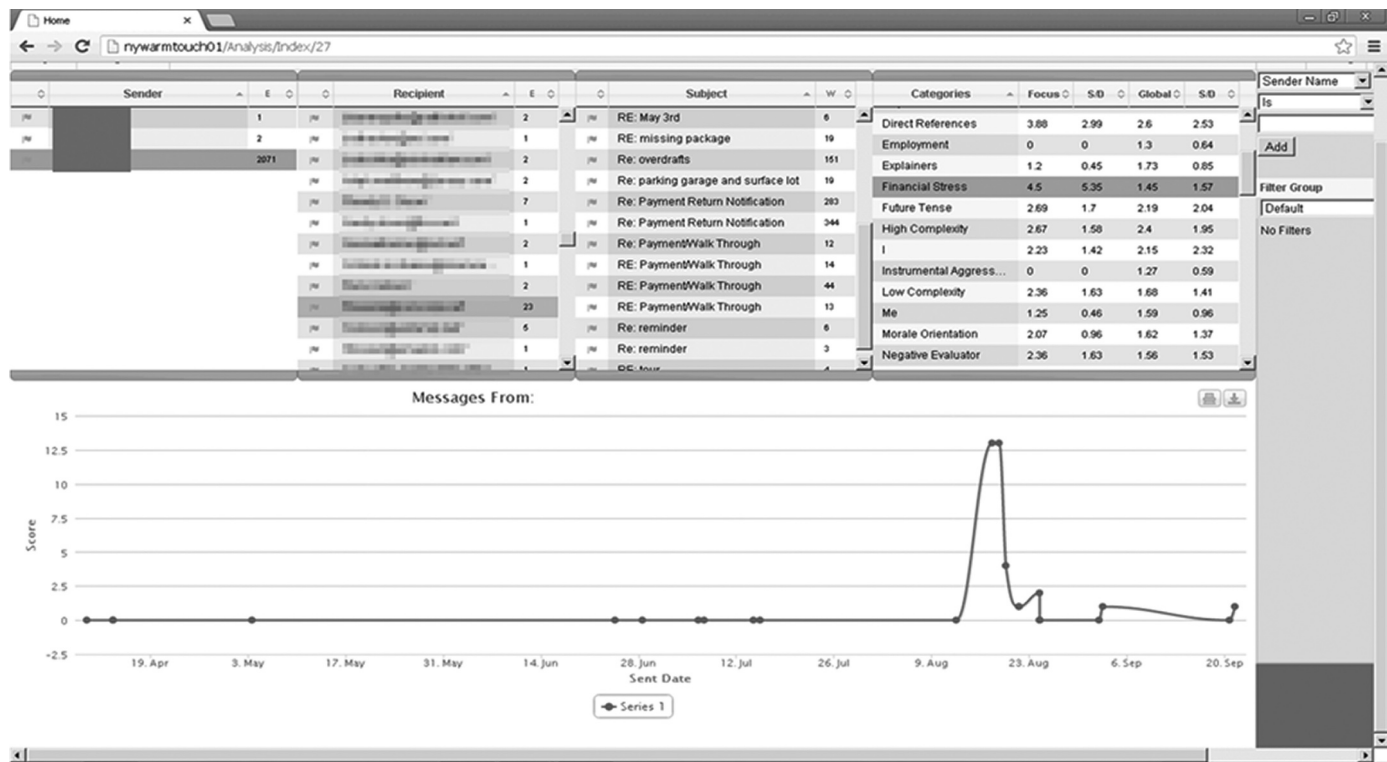 Home
nywarmtouch01/Analysis/Index/27
Sender E Recipient E Subject W Categories Focus S/D Global S/D
Sender Name
Is
Add
Filter Group
Default
No Filters
1
2
2071
2
1
2
2
7
1
2
1
2
23
6
1
RE: May 3rd 6
RE: missing package 19
Re: overdrafts 151
Re: parking garage and surface lot 19
Re: Payment Return Notification 283
Re: Payment Return Notification 344
Re: Payment/Walk Through 12
RE: Payment/Walk Through 14
RE: Payment/Walk Through 44
RE: Payment/Walk Through 13
Re: reminder 6
Re: reminder 3
RE: tour 4
Direct References 3.88 2.99 2.6 2.53
Employment 0 0 1.3 0.64
Explainers 1.2 0.45 1.73 0.85
Financial Stress 4.5 5.35 1.45 1.57
Future Tense 2.69 1.7 2.19 2.04
High Complexity 2.67 1.58 2.4 1.95
I 2.23 1.42 2.15 2.32
Instrumental Aggress... 0 0 1.27 0.59
Low Complexity 2.36 1.63 1.68 1.41
Me 1.25 0.46 1.59 0.96
Morale Orientation 2.07 0.96 1.62 1.37
Negative Evaluator 2.36 1.63 1.56 1.53
Messages From:
15
12.5
10
7.5
5
2.5
0
-2.5
Score
19. Apr 3. May 17. May 31. May 14. Jun 28. Jun 12. Jul 26. Jul 9. Aug 23. Aug 6. Sep 20. Sep
Sent Date
Series 1